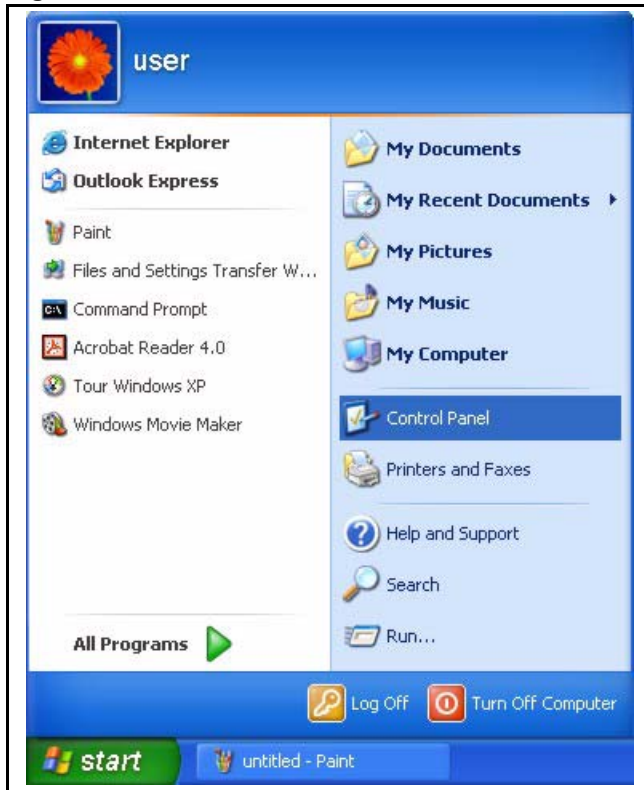 user
Internet Explorer
Outlook Express
Paint
Files and Settings Transfer W...
Command Prompt
Acrobat Reader 4.0
Tour Windows XP
Windows Movie Maker
All Programs
My Documents
My Recent Documents
My Pictures
My Music
My Computer
Control Panel
Printers and Faxes
Help and Support
Search
Run...
Log Off
Turn Off Computer
start
untitled - Paint